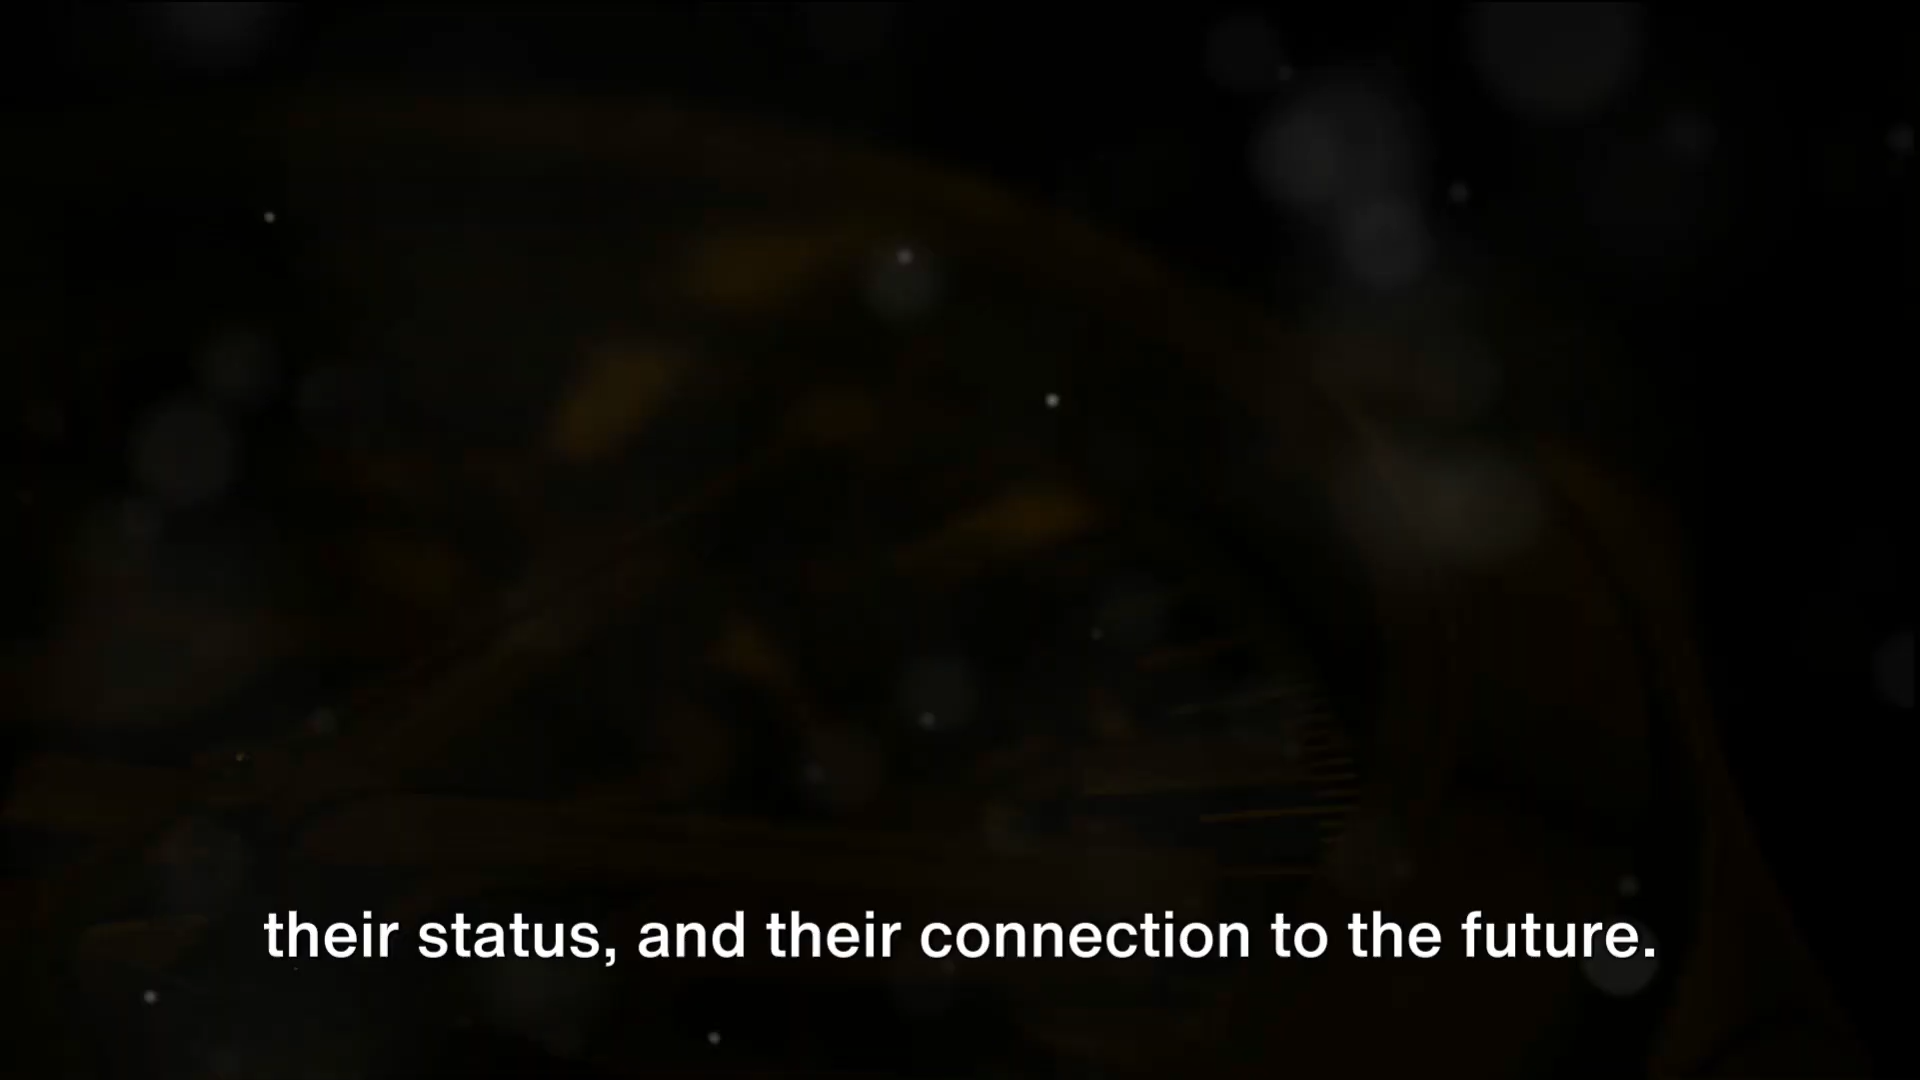 their status, and their connection to the future.